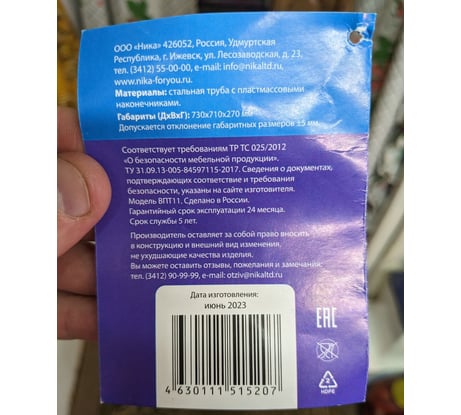 ООО «Ника» 426052, Россия, Удмуртская
Республика, г. Ижевск, ул. Лесозаводская, д. 23,
тел. (3412) 55-00-00, e-mail: info@nikaltd.ru,
www.nika-foryou.ru
Материалы: стальная труба с пластмассовыми
наконечниками.
Габариты (ДхВхГ): 730х710х270 мм
Допускается отклонение габаритных размеров ±5 мм.
Соответствует требованиям ТР ТС 025/2012
«О безопасности мебельной продукции».
ТУ 31.09.13-005-84597115-2017. Сведения о документах,
подтверждающих соответствие и требования
безопасности, указаны на сайте изготовителя.
Модель ВПТ11. Сделано в России.
Гарантийный срок эксплуатации 24 месяца.
Срок службы 5 лет.
Производитель оставляет за собой право вносить
в конструкцию и внешний вид изменения,
не ухудшающие качества изделия.
Вы можете оставить отзывы, пожелания и замечания:
тел. (3412) 90-99-99, e-mail: otziv@nikaltd.ru
Дата изготовления:
июнь 2023
4 630111 515207
EAC
2
HDPE